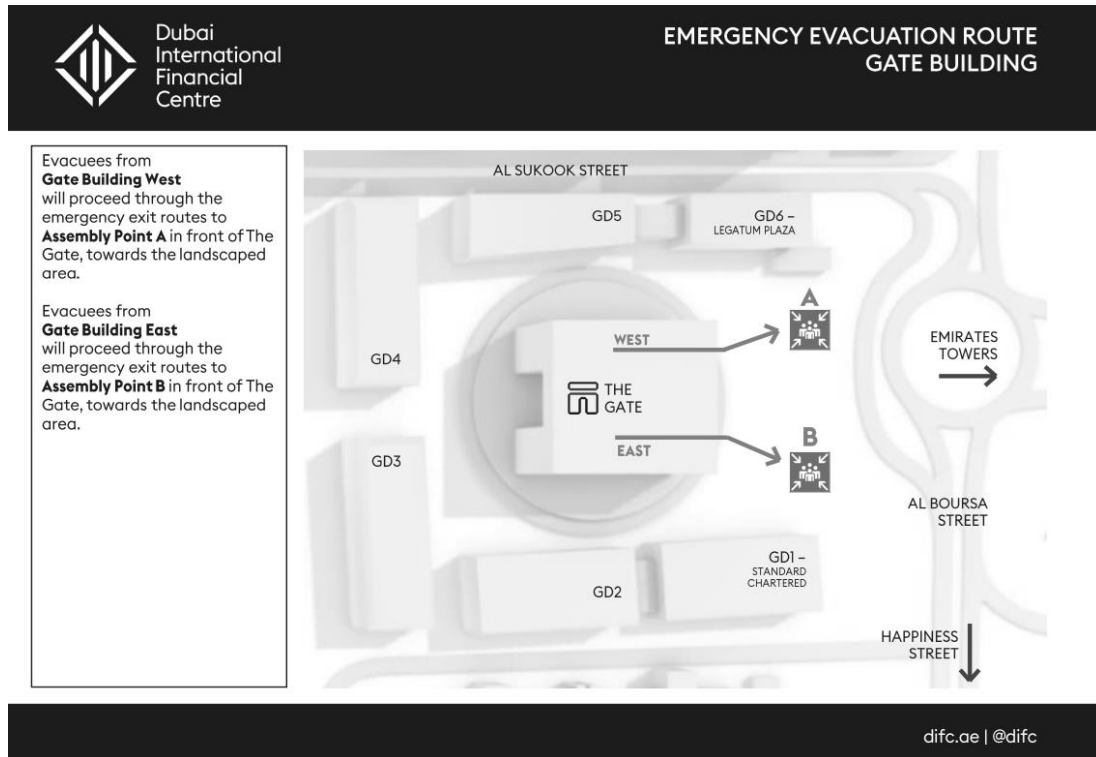 Dubai
International
Financial
Centre
EMERGENCY EVACUATION ROUTE
GATE BUILDING
Evacuees from
Gate Building West
will proceed through the
emergency exit routes to
Assembly Point A in front of The
Gate, towards the landscaped
area.
Evacuees from
Gate Building East
will proceed through the
emergency exit routes to
Assembly Point B in front of The
Gate, towards the landscaped
area.
AL SUKOOK STREET
GD5
GD6 –
LEGATUM PLAZA
A
WEST
EMIRATES
TOWERS
GD4
THE
GATE
B
EAST
GD3
AL BOURSA
STREET
GD1 –
STANDARD
CHARTERED
GD2
HAPPINESS
STREET
difc.ae | @difc